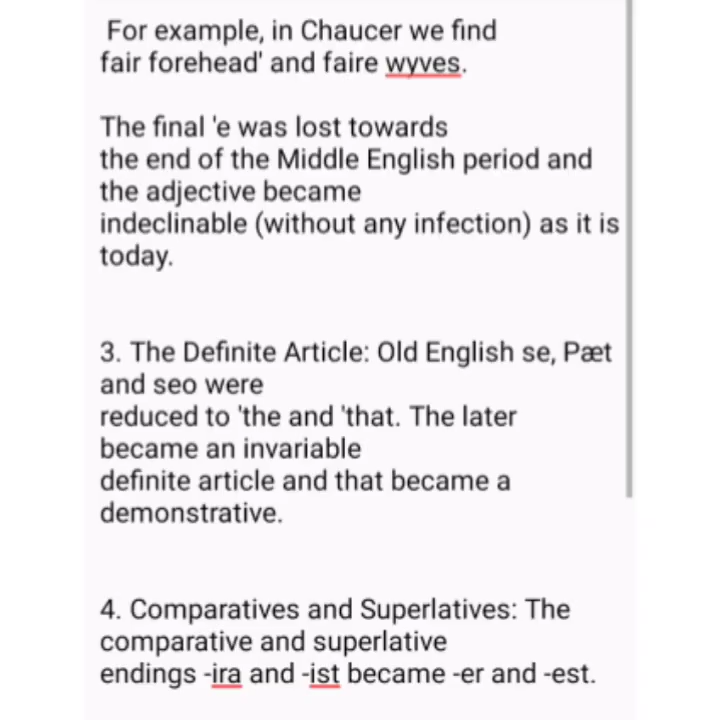 For example, in Chaucer we find
fair forehead' and faire wyves.
The final 'e was lost towards
the end of the Middle English period and
the adjective became
indeclinable (without any infection) as it is
today.
3. The Definite Article: Old English se, Pæt
and seo were
reduced to 'the and 'that. The later
became an invariable
definite article and that became a
demonstrative.
4. Comparatives and Superlatives: The
comparative and superlative
endings -ira and -ist became -er and -est.